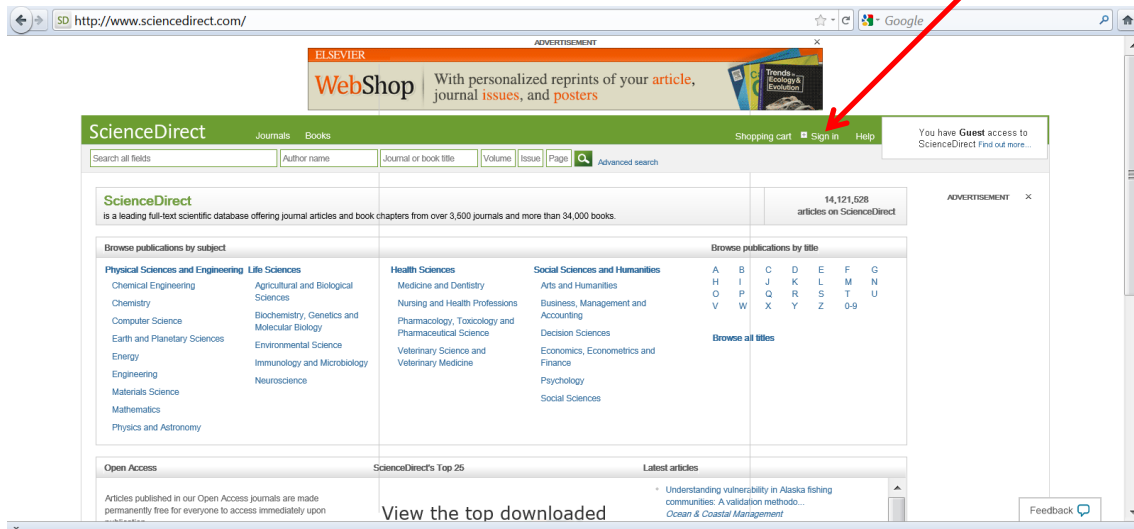 SD http://www.sciencedirect.com/
Google
ADVERTISEMENT
ELSEVIER
WebShop
With personalized reprints of your article,
journal issues, and posters
Trends in
Ecology &
Evolution
ScienceDirect
Journals Books
Shopping cart Sign in Help
You have Guest access to
ScienceDirect Find out more...
Search all fields Author name Journal or book title Volume Issue Page Advanced search
ScienceDirect
is a leading full-text scientific database offering journal articles and book chapters from over 3,500 journals and more than 34,000 books.
14,121,528
articles on ScienceDirect
ADVERTISEMENT
Browse publications by subject
Physical Sciences and Engineering
Chemical Engineering
Chemistry
Computer Science
Earth and Planetary Sciences
Energy
Engineering
Materials Science
Mathematics
Physics and Astronomy
Life Sciences
Agricultural and Biological
Sciences
Biochemistry, Genetics and
Molecular Biology
Environmental Science
Immunology and Microbiology
Neuroscience
Health Sciences
Medicine and Dentistry
Nursing and Health Professions
Pharmacology, Toxicology and
Pharmaceutical Science
Veterinary Science and
Veterinary Medicine
Social Sciences and Humanities
Arts and Humanities
Business, Management and
Accounting
Decision Sciences
Economics, Econometrics and
Finance
Psychology
Social Sciences
Browse publications by title
A B C D E F G
H I J K L M N
O P Q R S T U
V W X Y Z 0-9
Browse all titles
Open Access
Articles published in our Open Access journals are made
permanently free for everyone to access immediately upon
ScienceDirect's Top 25
View the top downloaded
Latest articles
Understanding vulnerability in Alaska fishing
communities: A validation methodo...
Ocean & Coastal Management
Feedback